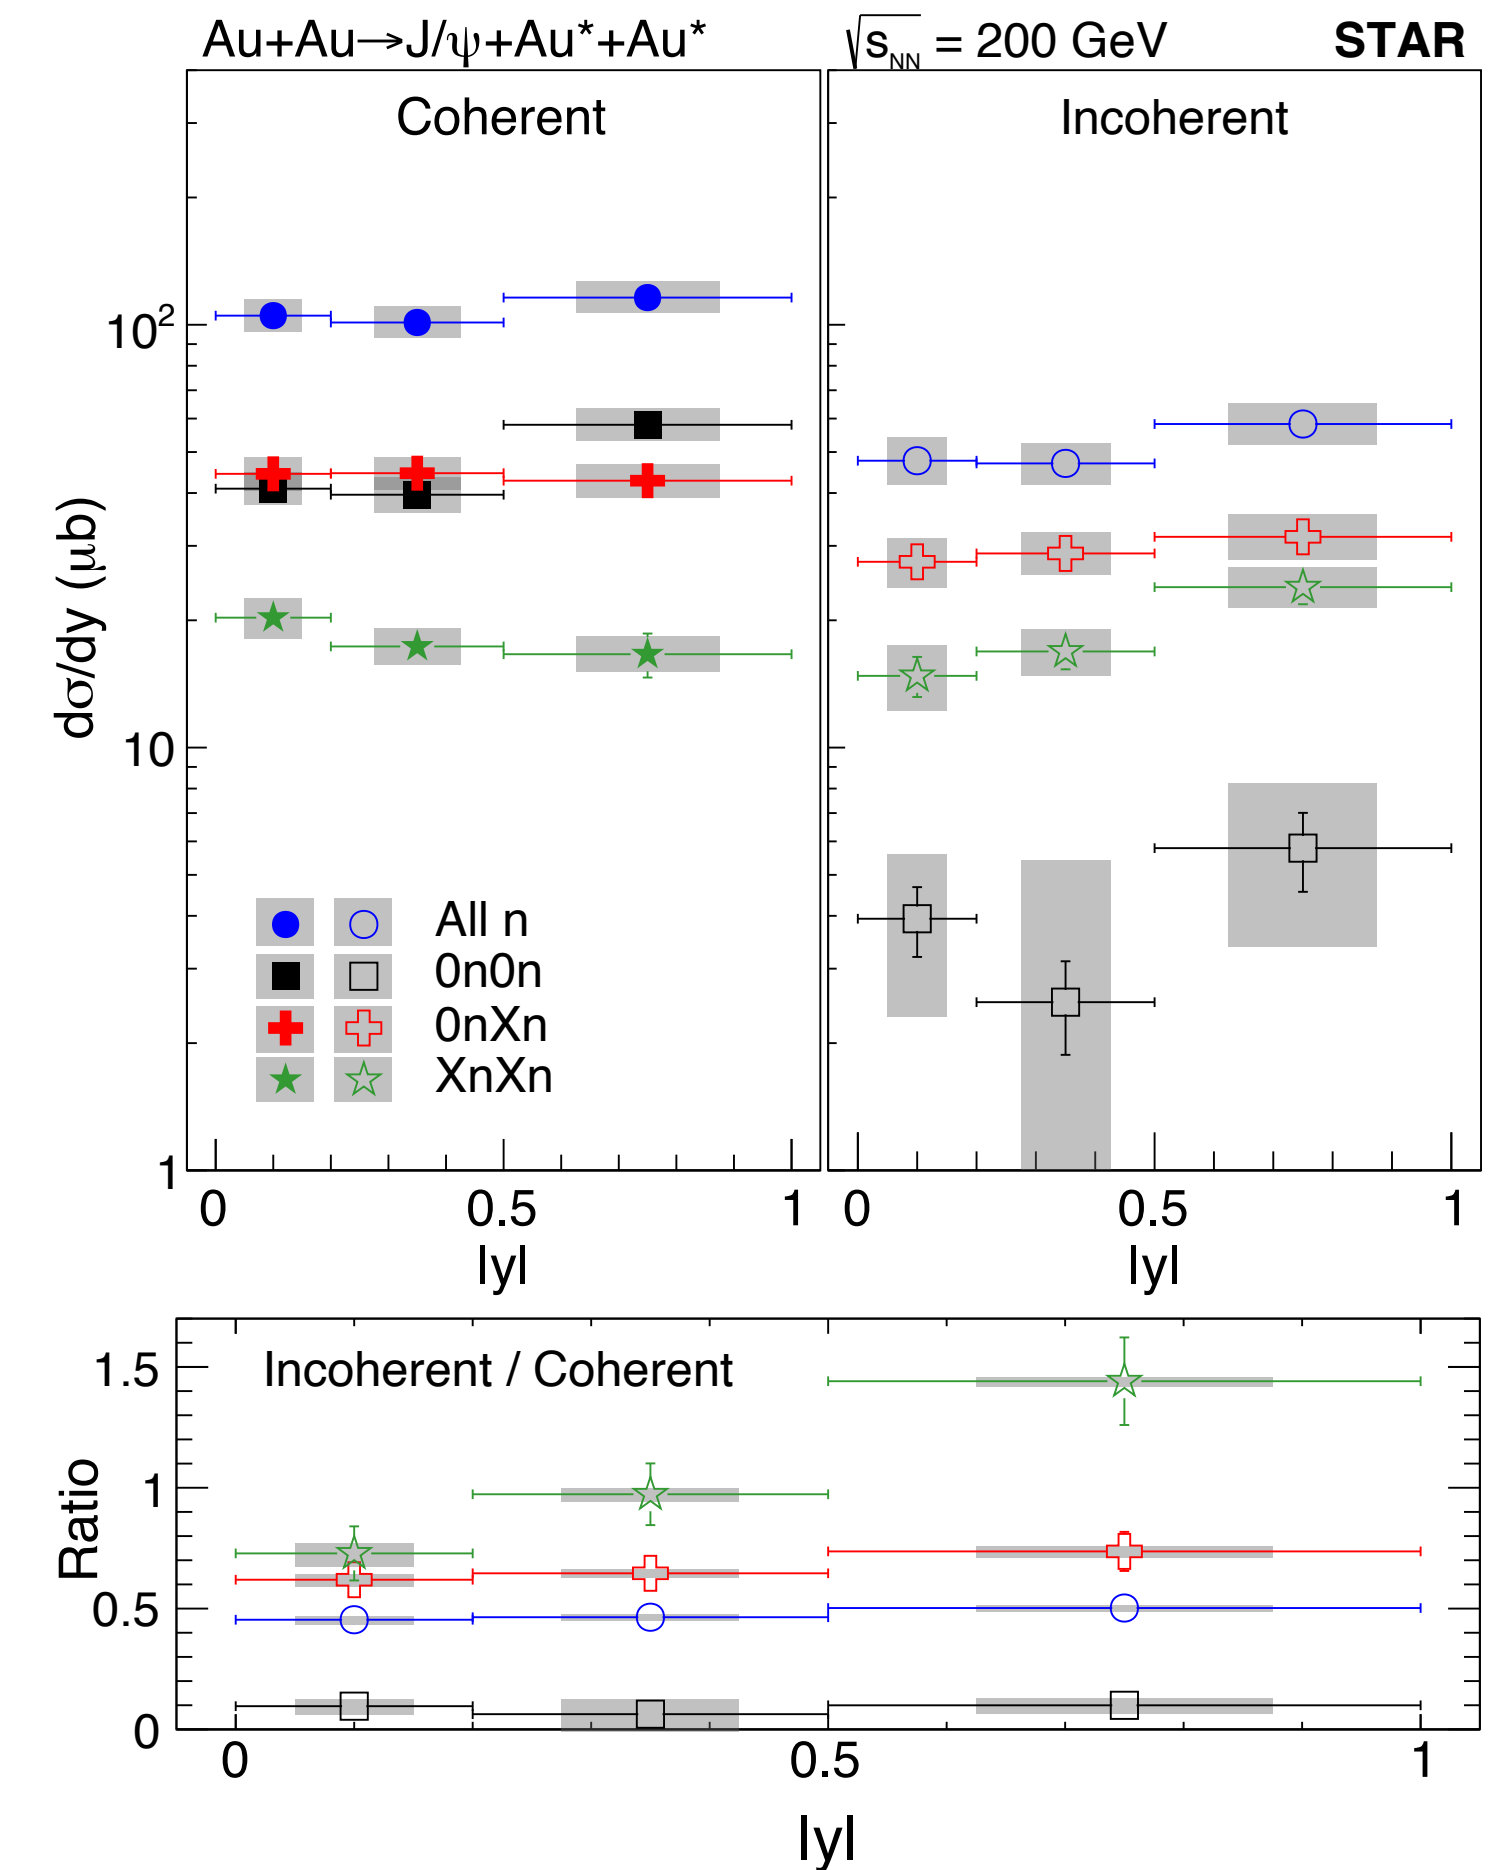 Au+Au→J/ψ+Au*+Au* √sNN = 200 GeV STAR
Coherent
Incoherent
dσ/dy (μb)
10²
10
1
All n
0n0n
0nXn
XnXn
0 0.5 1
0 0.5 1
|y|
|y|
Incoherent / Coherent
Ratio
1.5
1
0.5
0
0 0.5 1
|y|